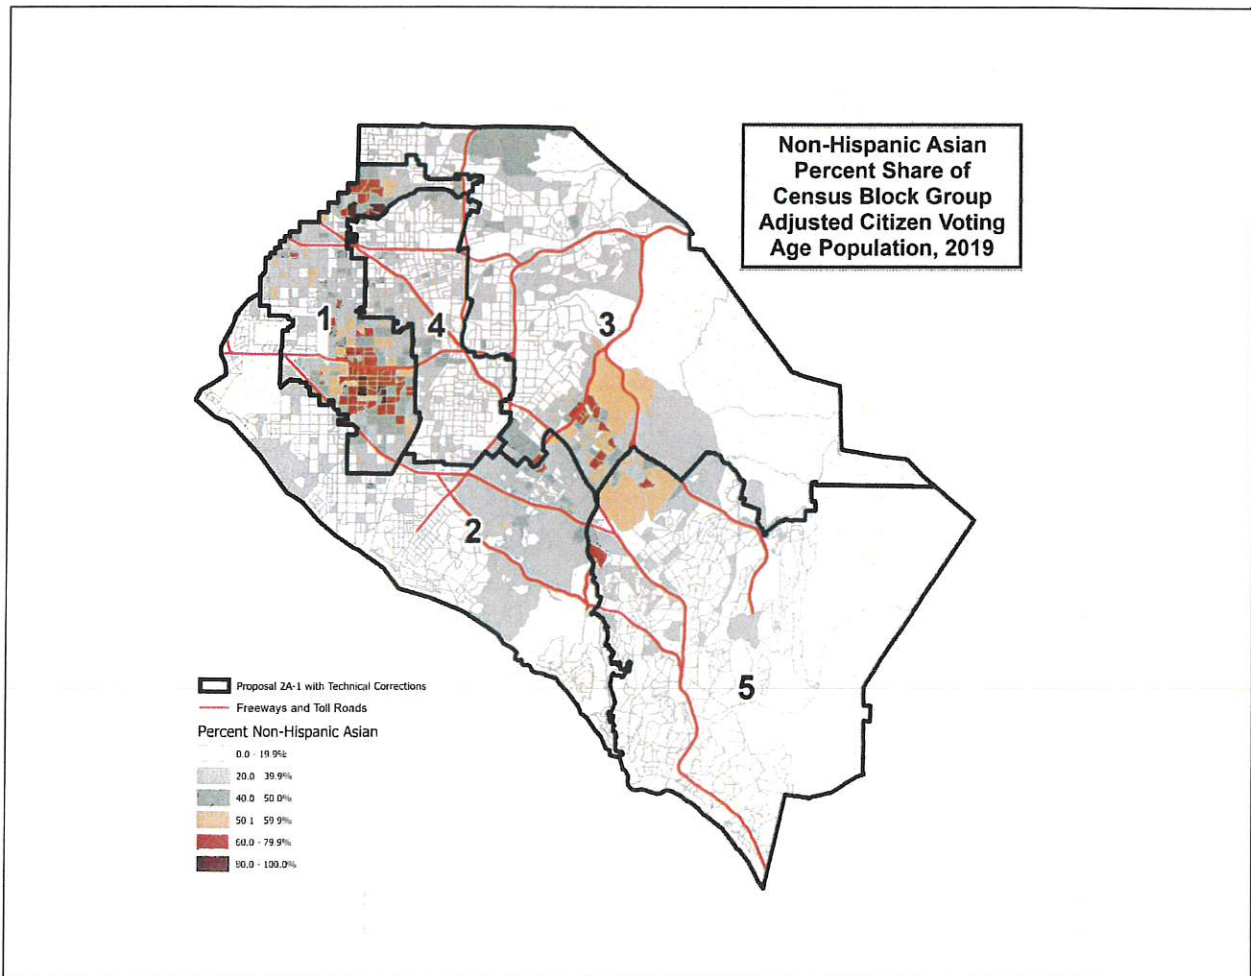 Non-Hispanic Asian
Percent Share of
Census Block Group
Adjusted Citizen Voting
Age Population, 2019
1
4
3
2
5
Proposal 2A-1 with Technical Corrections
Freeways and Toll Roads
Percent Non-Hispanic Asian
0.0 - 19.9%
20.0 39.9%
40.0 50.0%
50.1 59.9%
60.0 - 79.9%
80.0 - 100.0%